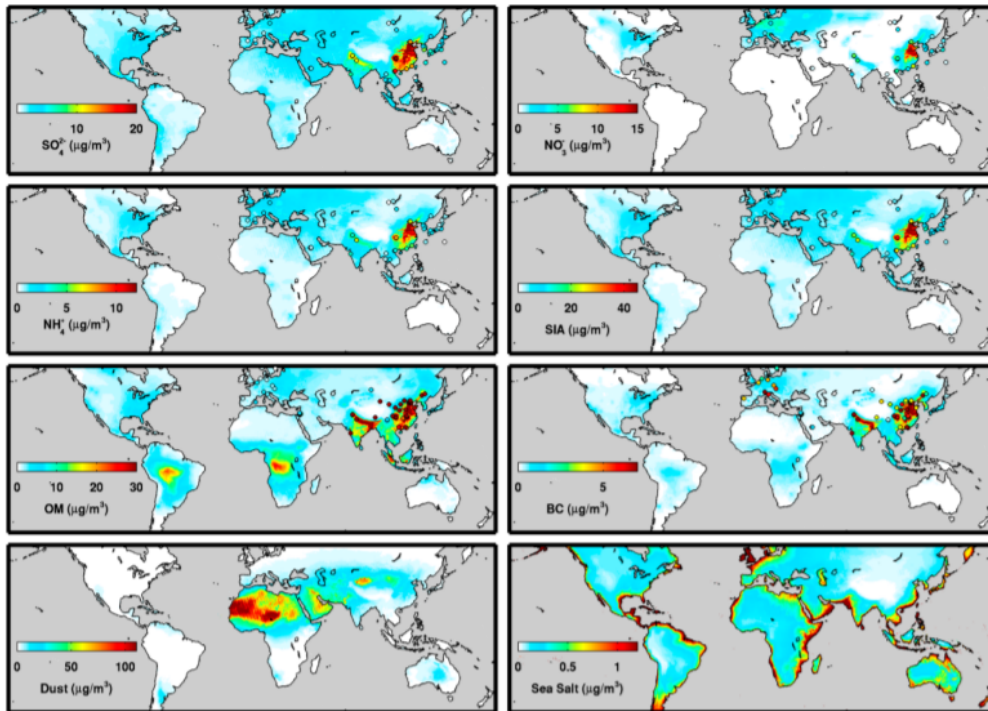 10 20
SO₄²⁻ (μg/m³)
0 5 10 15
NO₃⁻ (μg/m³)
0 5 10
NH₄⁻ (μg/m³)
0 20 40
SIA (μg/m³)
0 10 20 30
OM (μg/m³)
0 5
BC (μg/m³)
0 50 100
Dust (μg/m³)
0 0.5 1
Sea Salt (μg/m³)